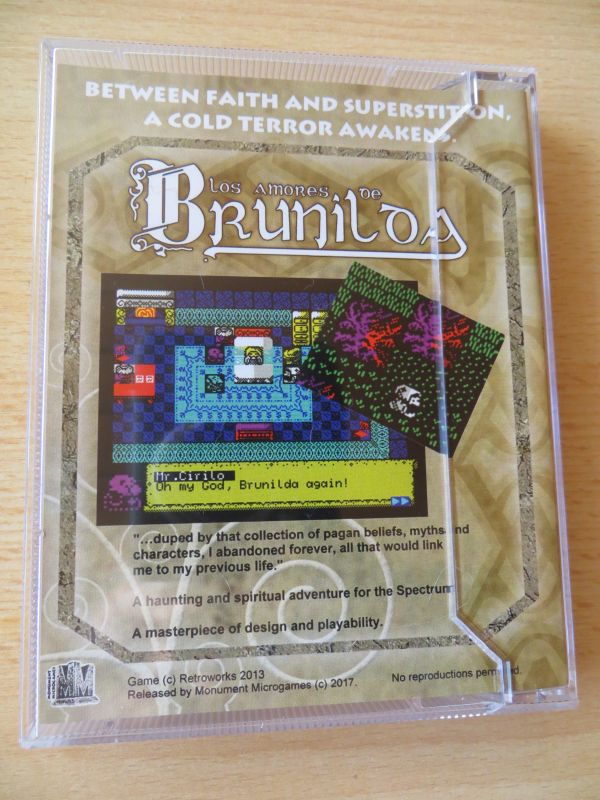 BETWEEN FAITH AND SUPERSTITION,
A COLD TERROR AWAKENS.
LOS AMORES DE
BRUNILDA
Mr.Cirilo
Oh my God, Brunilda again!
"...duped by that collection of pagan beliefs, myths and
characters, I abandoned forever, all that would link
me to my previous life."
A haunting and spiritual adventure for the Spectrum
A masterpiece of design and playability.
Game (c) Retroworks 2013
Released by Monument Microgames (c) 2017.
No reproductions permitted.